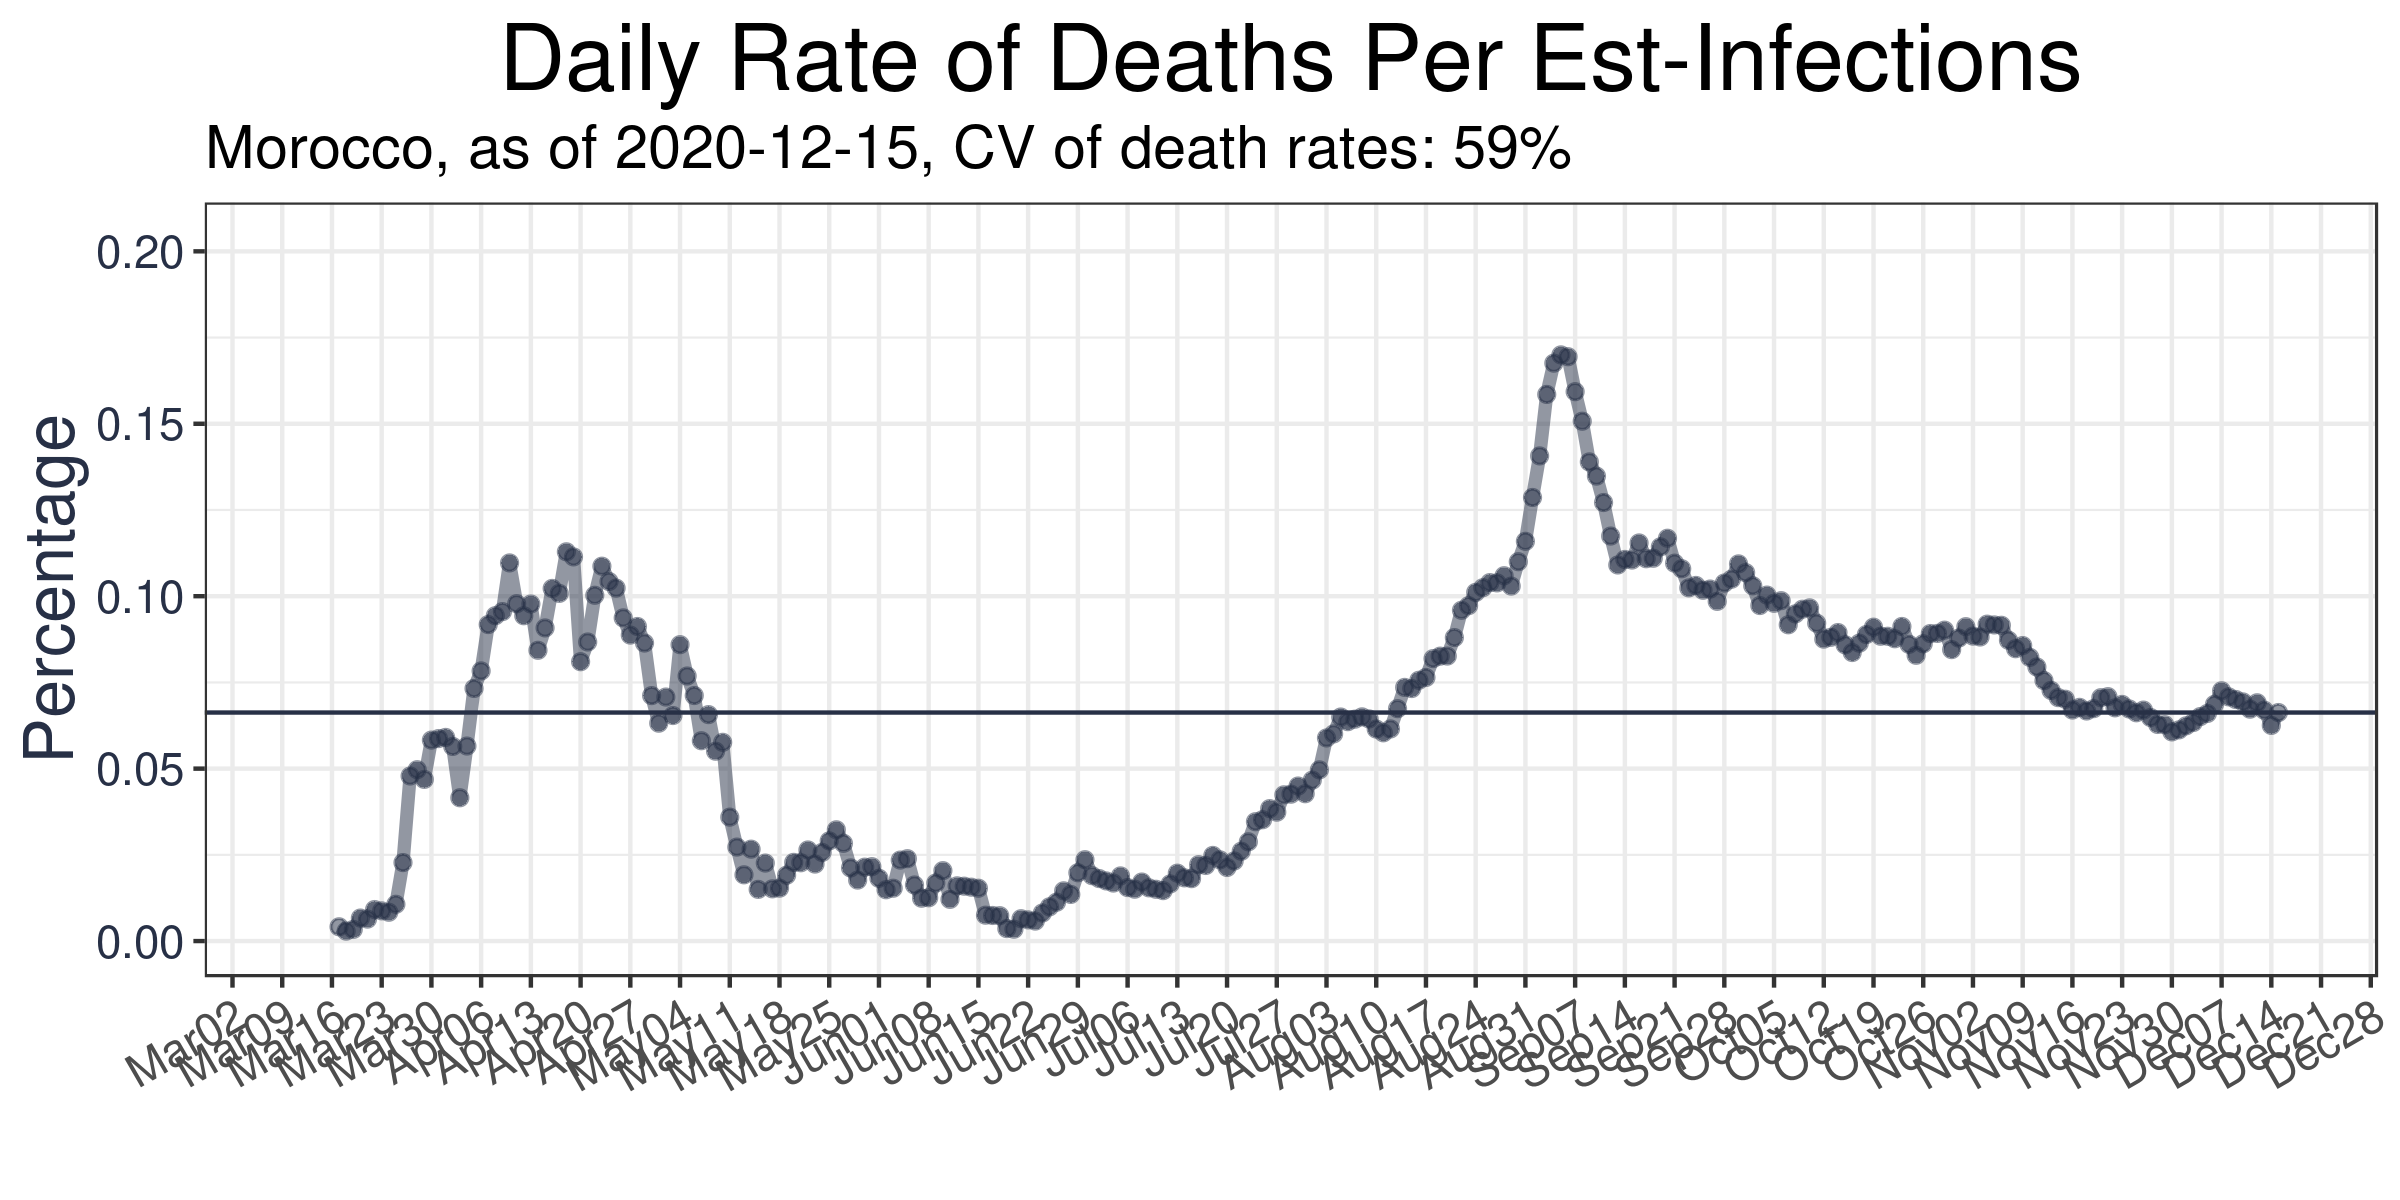 Daily Rate of Deaths Per Est-Infections
Morocco, as of 2020-12-15, CV of death rates: 59%
Percentage
0.20
0.15
0.10
0.05
0.00
Mar02
Mar09
Mar16
Mar23
Mar30
Apr06
Apr13
Apr20
Apr27
May04
May11
May18
May25
Jun01
Jun08
Jun15
Jun22
Jun29
Jul06
Jul13
Jul20
Jul27
Aug03
Aug10
Aug17
Aug24
Aug31
Sep07
Sep14
Sep21
Sep28
Oct05
Oct12
Oct19
Oct26
Nov02
Nov09
Nov16
Nov23
Nov30
Dec07
Dec14
Dec21
Dec28